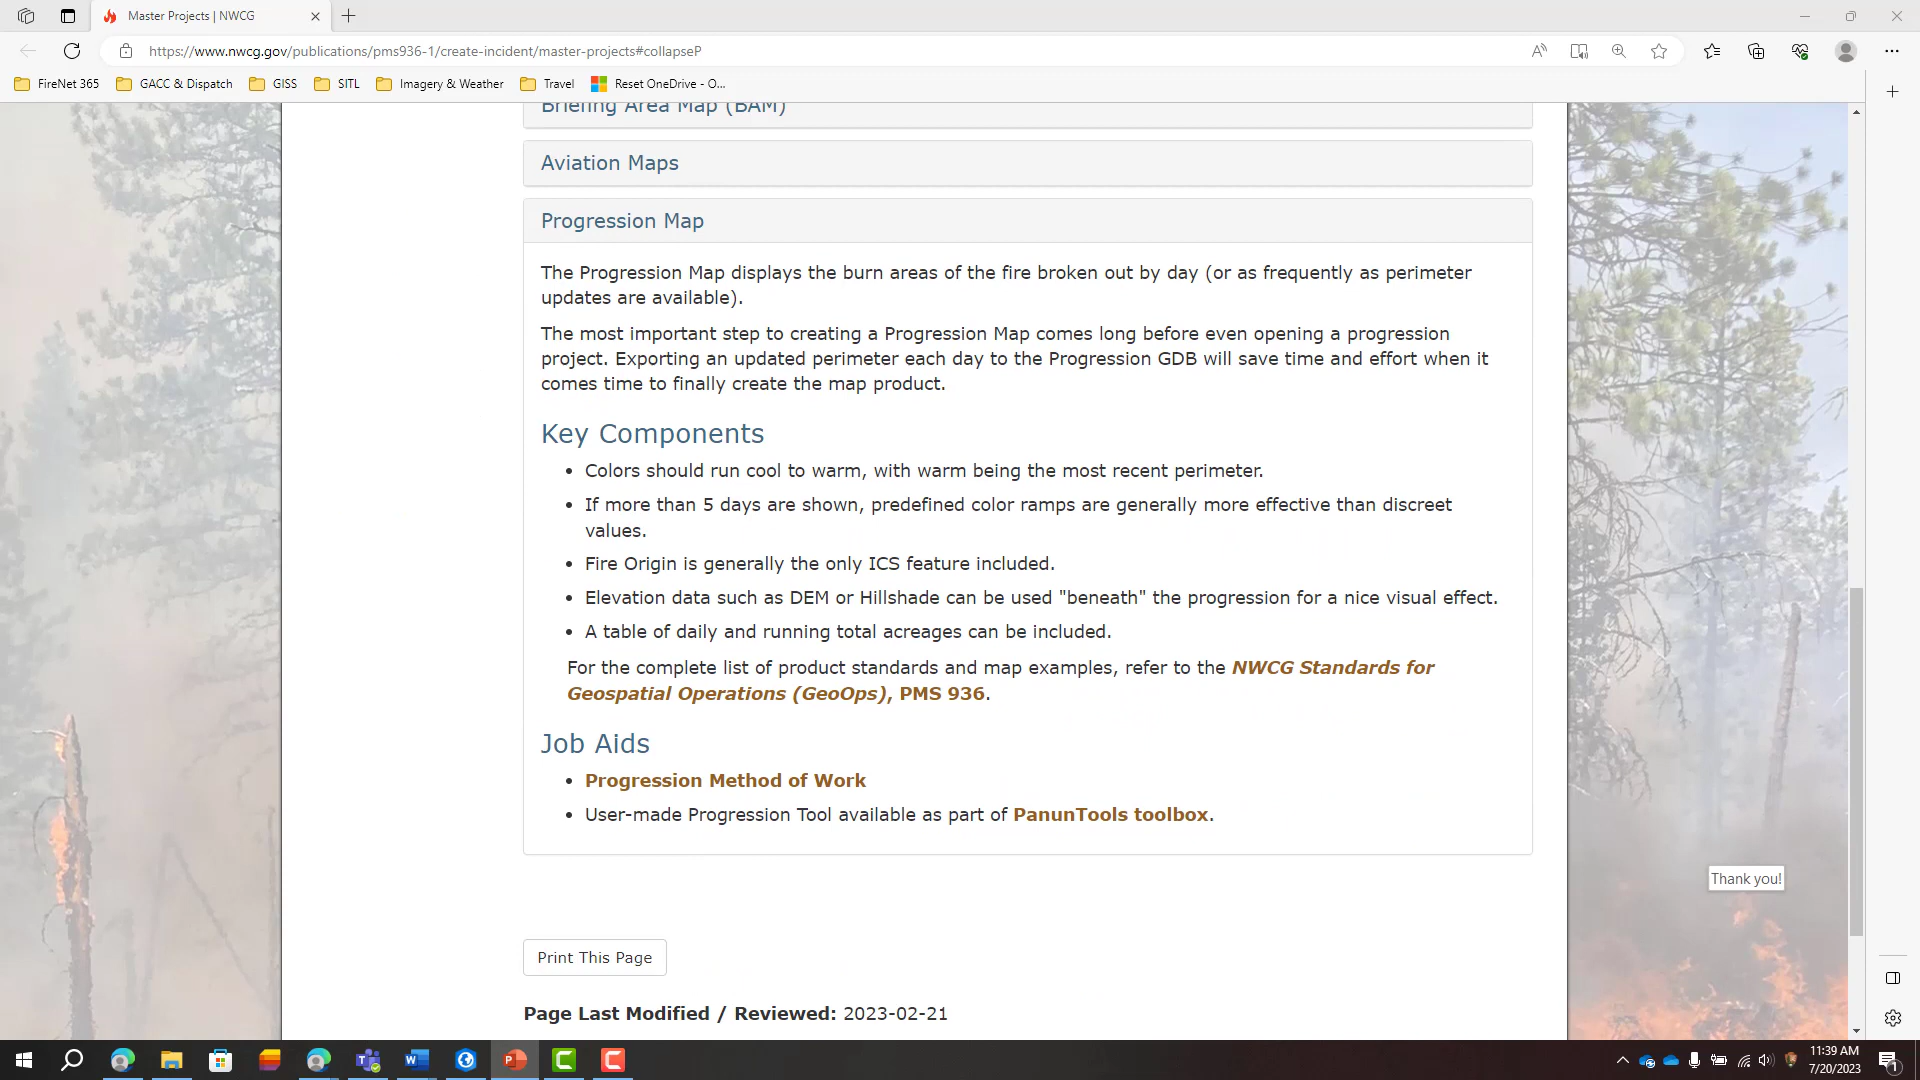 Master Projects | NWCG
https://www.nwcg.gov/publications/pms936-1/create-incident/master-projects#collapseP
FireNet 365
GACC & Dispatch
GISS
SITL
Imagery & Weather
Travel
Reset OneDrive - O...
Briefing Area Map (BAM)
Aviation Maps
Progression Map
The Progression Map displays the burn areas of the fire broken out by day (or as frequently as perimeter
updates are available).
The most important step to creating a Progression Map comes long before even opening a progression
project. Exporting an updated perimeter each day to the Progression GDB will save time and effort when it
comes time to finally create the map product.
Key Components
• Colors should run cool to warm, with warm being the most recent perimeter.
• If more than 5 days are shown, predefined color ramps are generally more effective than discreet
values.
• Fire Origin is generally the only ICS feature included.
• Elevation data such as DEM or Hillshade can be used "beneath" the progression for a nice visual effect.
• A table of daily and running total acreages can be included.
For the complete list of product standards and map examples, refer to the NWCG Standards for
Geospatial Operations (GeoOps), PMS 936.
Job Aids
• Progression Method of Work
• User-made Progression Tool available as part of PanunTools toolbox.
Thank you!
Print This Page
Page Last Modified / Reviewed: 2023-02-21
11:39 AM
7/20/2023
1